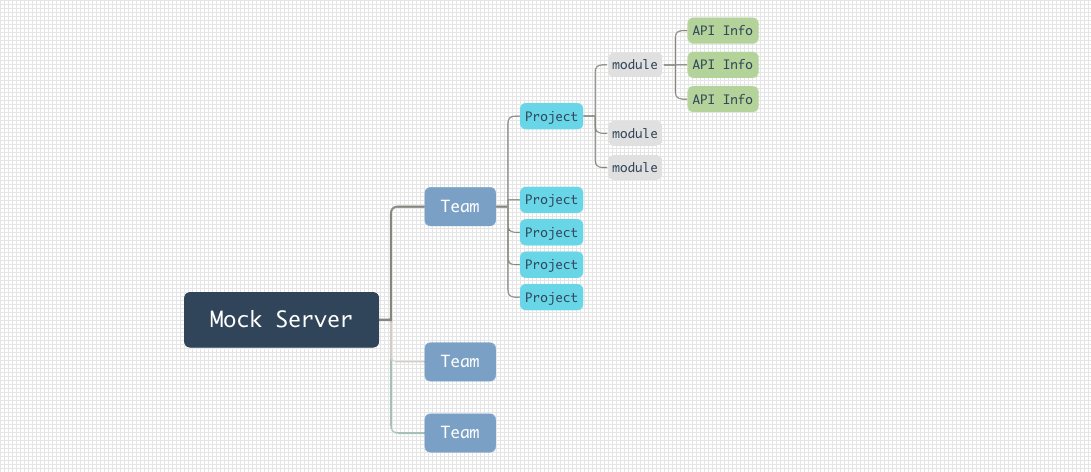 API Info
module
API Info
API Info
Project
module
module
Team
Project
Project
Project
Project
Mock Server
Team
Team